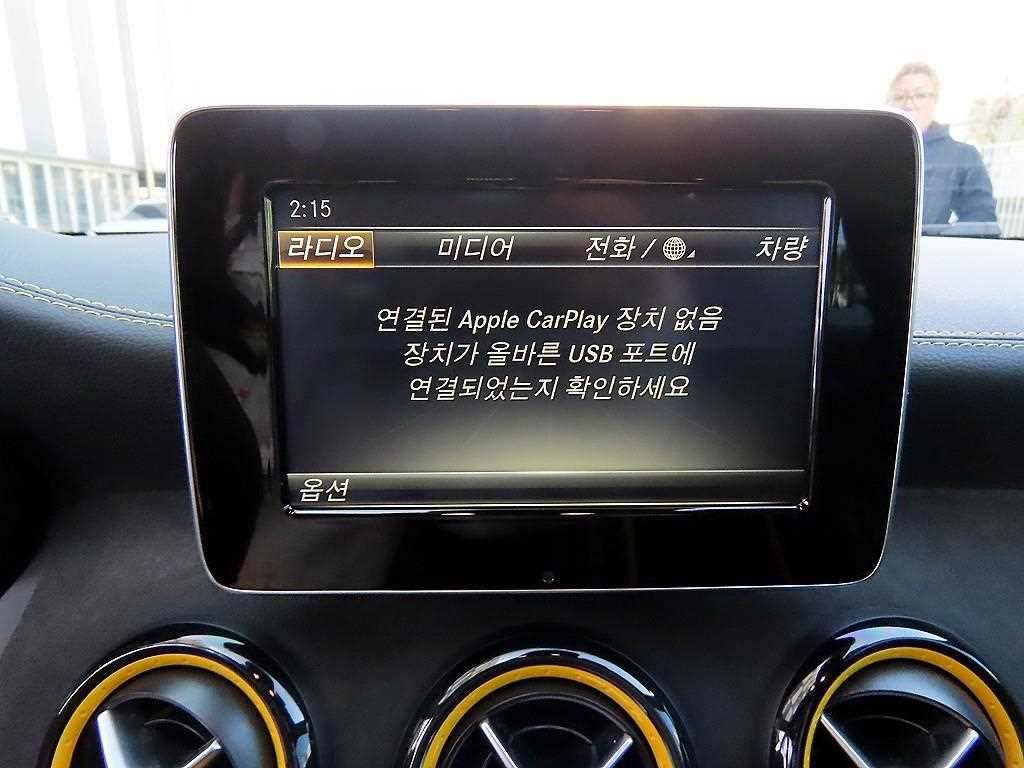 2:15
라디오 미디어 전화 / 차량
연결된 Apple CarPlay 장치 없음
장치가 올바른 USB 포트에
연결되었는지 확인하세요
옵션